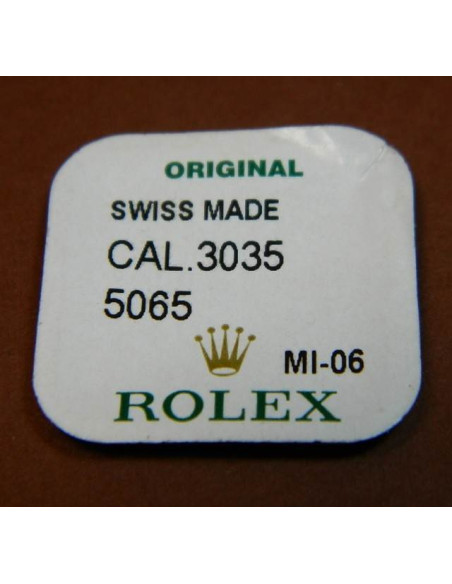 ORIGINAL
SWISS MADE
CAL.3035
5065
MI-06
ROLEX